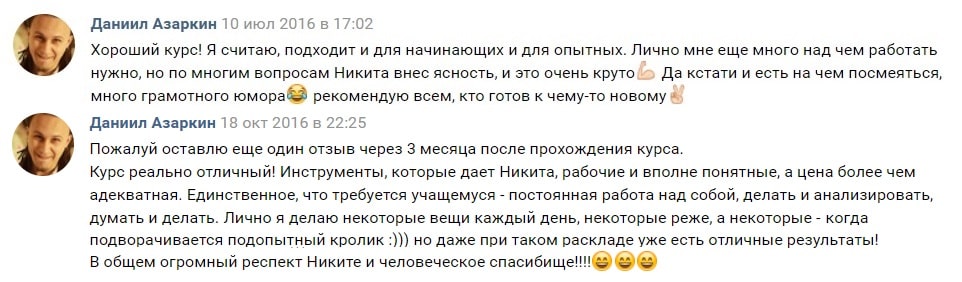 Даниил Азаркин 10 июл 2016 в 17:02
Хороший курс! Я считаю, подходит и для начинающих и для опытных. Лично мне еще много над чем работать
нужно, но по многим вопросам Никита внес ясность, и это очень круто💪 Да кстати и есть на чем посмеяться,
много грамотного юмора😂 рекомендую всем, кто готов к чему-то новому✌
Даниил Азаркин 18 окт 2016 в 22:25
Пожалуй оставлю еще один отзыв через 3 месяца после прохождения курса.
Курс реально отличный! Инструменты, которые дает Никита, рабочие и вполне понятные, а цена более чем
адекватная. Единственное, что требуется учащемуся - постоянная работа над собой, делать и анализировать,
думать и делать. Лично я делаю некоторые вещи каждый день, некоторые реже, а некоторые - когда
подворачивается подопытный кролик :))) но даже при таком раскладе уже есть отличные результаты!
В общем огромный респект Никите и человеческое спасибище!!!!😄😄😄